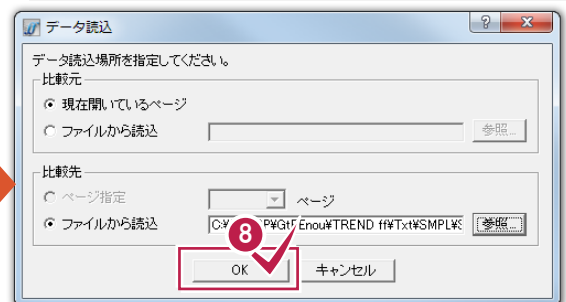 データ読込
データ読込場所を指定してください。
比較元
現在開いているページ
ファイルから読込 参照...
比較先
ページ指定 ページ
ファイルから読込 C:¥ P¥Gt Enou¥TREND ff¥Txt¥SMPL¥S 参照...
8
OK キャンセル